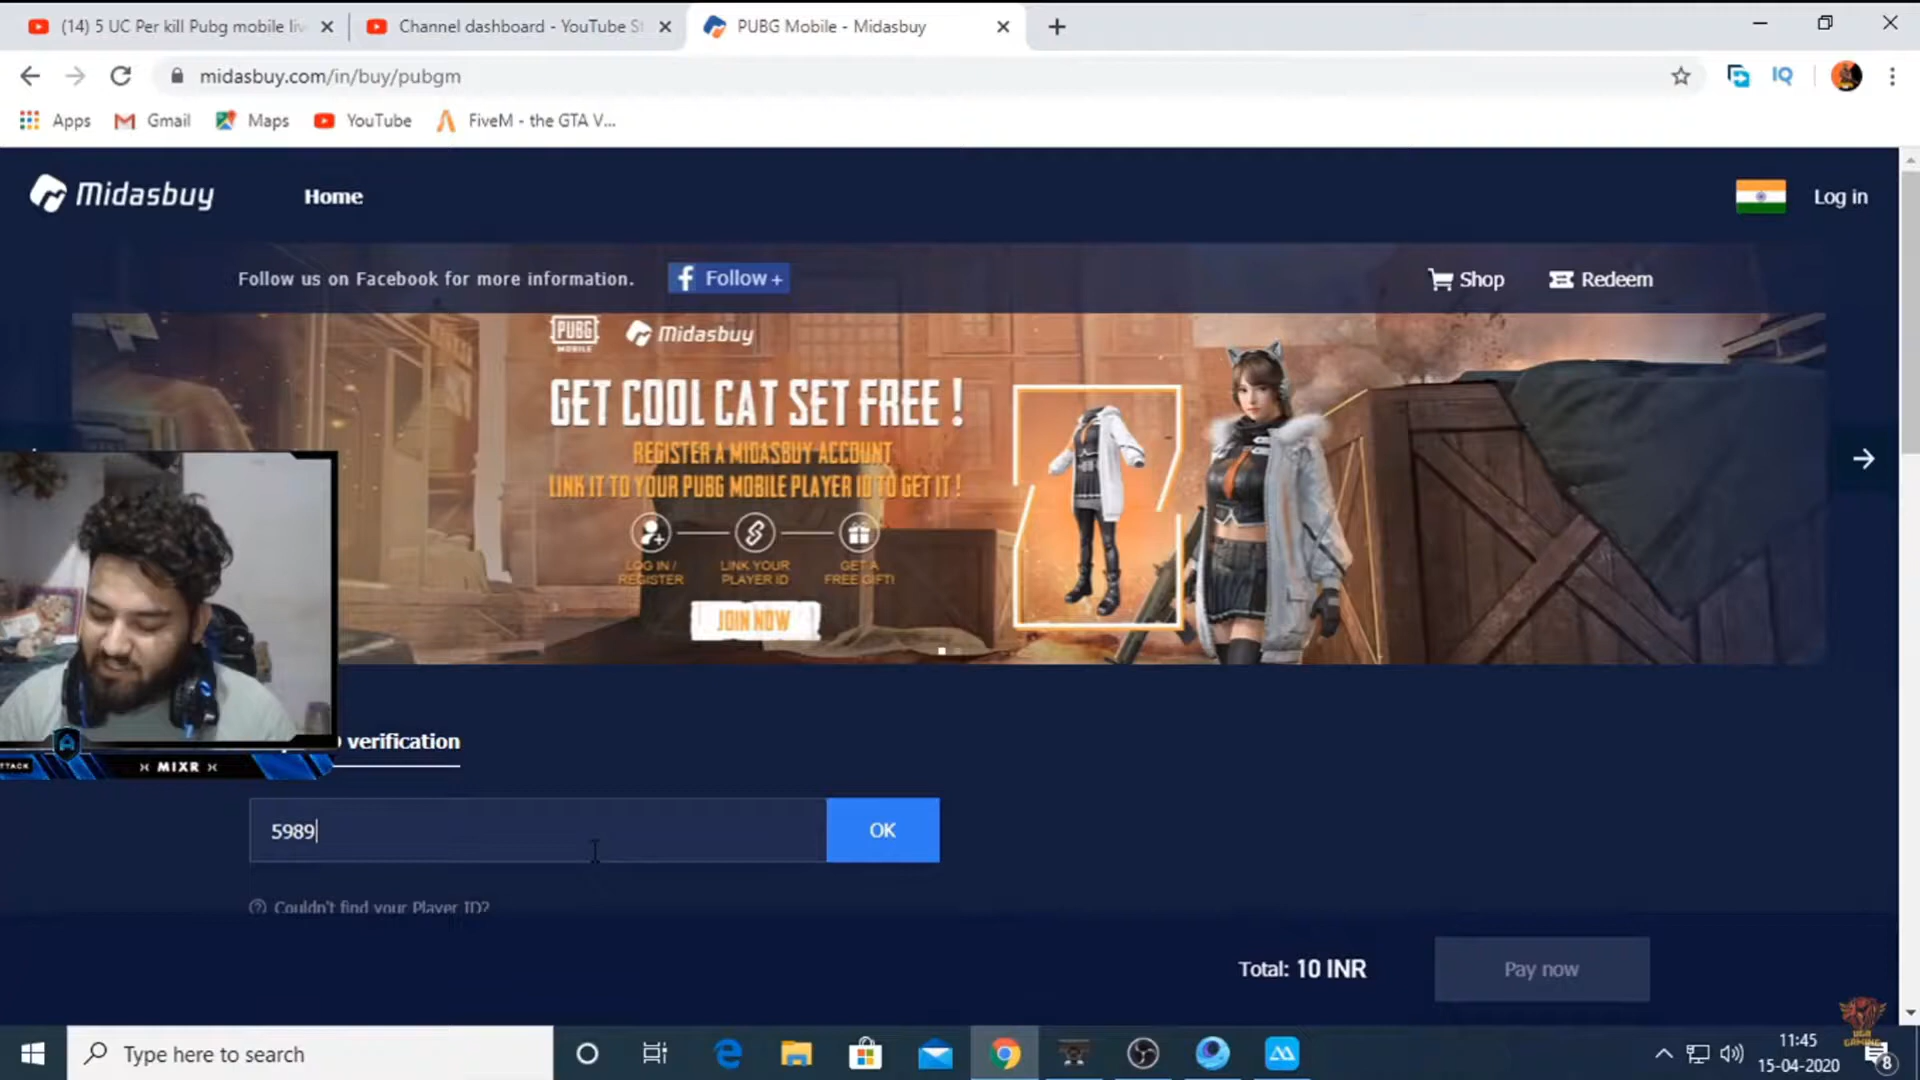 (14) 5 UC Per kill Pubg mobile liv
Channel dashboard - YouTube St
PUBG Mobile - Midasbuy
midasbuy.com/in/buy/pubgm
IQ
Apps
Gmail
Maps
YouTube
FiveM - the GTA V...
Midasbuy
Home
Log in
Follow us on Facebook for more information.
Follow +
Shop
Redeem
PUBG
MOBILE
Midasbuy
GET COOL CAT SET FREE !
REGISTER A MIDASBUY ACCOUNT
LINK IT TO YOUR PUBG MOBILE PLAYER ID TO GET IT !
LOG IN /
REGISTER
LINK YOUR
PLAYER ID
GET A
FREE GIFT!
JOIN NOW
verification
TTACK
MIXR
5989
OK
Couldn't find your Player ID?
Total: 10 INR
Pay now
GAMING
Type here to search
11:45
15-04-2020
8